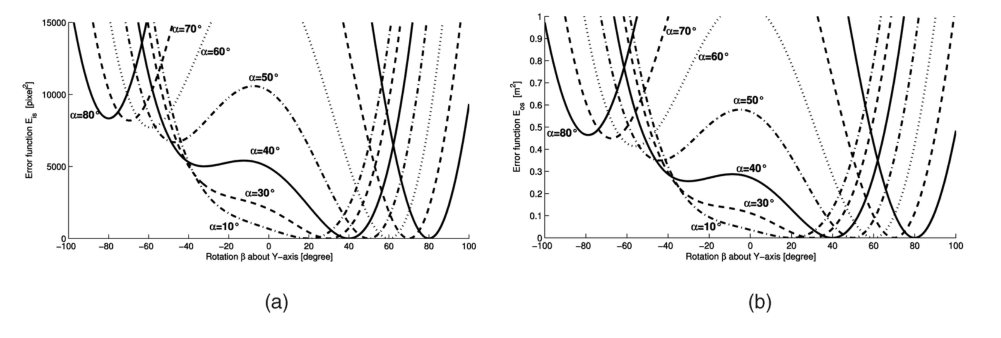 15000
10000
5000
0
Error function E_is [pixel²]
−100 −80 −60 −40 −20 0 20 40 60 80 100
Rotation β about Y−axis [degree]
α=70°
α=60°
α=50°
α=80°
α=40°
α=30°
α=10°
(a)
1
0.9
0.8
0.7
0.6
0.5
0.4
0.3
0.2
0.1
0
Error function E_os [m²]
−100 −80 −60 −40 −20 0 20 40 60 80 100
Rotation β about Y−axis [degree]
α=70°
α=60°
α=50°
α=80°
α=40°
α=30°
α=10°
(b)